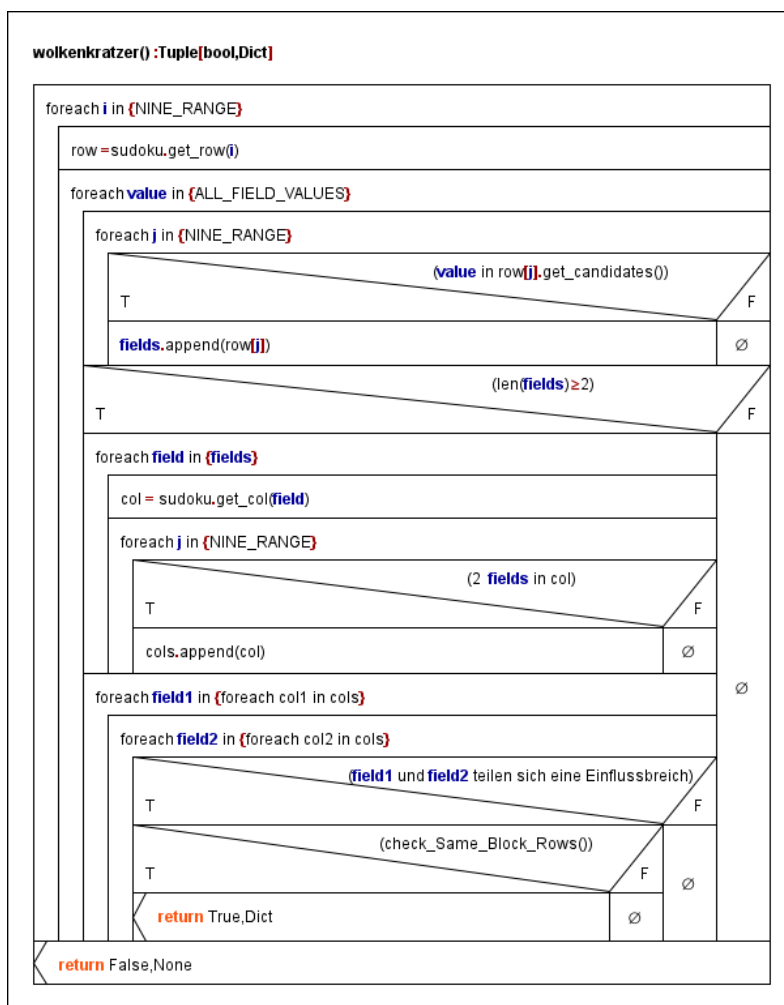 wolkenkratzer() :Tuple[bool,Dict]
foreach i in {NINE_RANGE}
row =sudoku.get_row(i)
foreach value in {ALL_FIELD_VALUES}
foreach j in {NINE_RANGE}
(value in row[j].get_candidates())
T F
fields.append(row[j]) ∅
(len(fields)≥2)
T F
foreach field in {fields}
col = sudoku.get_col(field)
foreach j in {NINE_RANGE}
(2 fields in col)
T F
cols.append(col) ∅
∅
foreach field1 in {foreach col1 in cols}
foreach field2 in {foreach col2 in cols}
(field1 und field2 teilen sich eine Einflussbreich)
T F
(check_Same_Block_Rows())
T F
∅
return True,Dict ∅
return False,None